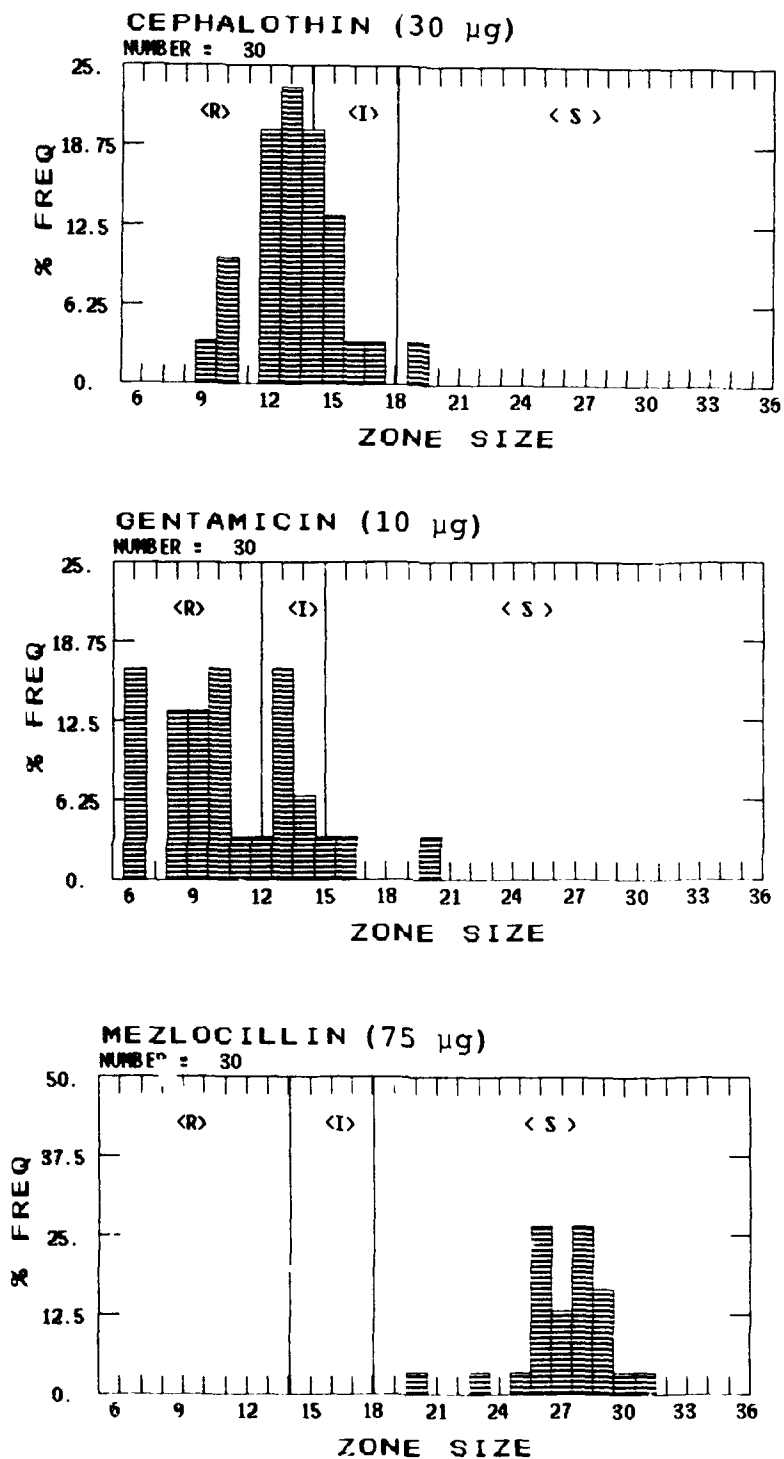 CEPHALOTHIN (30 µg)
NUMBER = 30
25.
<R> <I> < S >
18.75
12.5
6.25
0.
% FREQ
6 9 12 15 18 21 24 27 30 33 36
ZONE SIZE
GENTAMICIN (10 µg)
NUMBER = 30
25.
<R> <I> < S >
18.75
12.5
6.25
0.
% FREQ
6 9 12 15 18 21 24 27 30 33 36
ZONE SIZE
MEZLOCILLIN (75 µg)
= 30
50.
<R> <I> < S >
37.5
25.
12.5
0.
% FREQ
6 9 12 15 18 21 24 27 30 33 36
ZONE SIZE